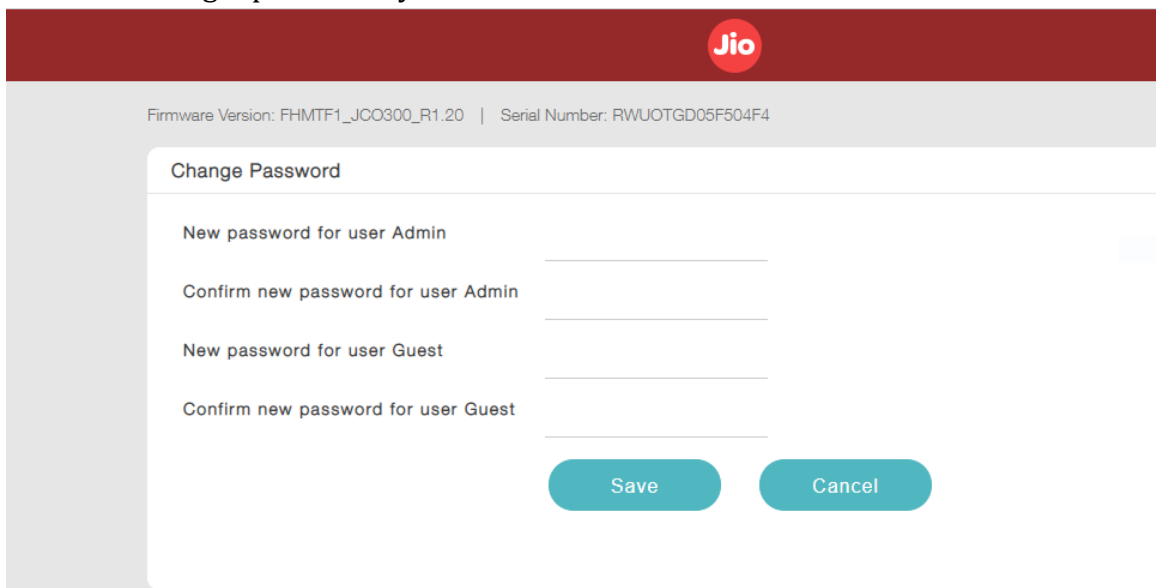 Jio
Firmware Version: FHMTF1_JCO300_R1.20 | Serial Number: RWUOTGD05F504F4
Change Password
New password for user Admin
Confirm new password for user Admin
New password for user Guest
Confirm new password for user Guest
Save Cancel